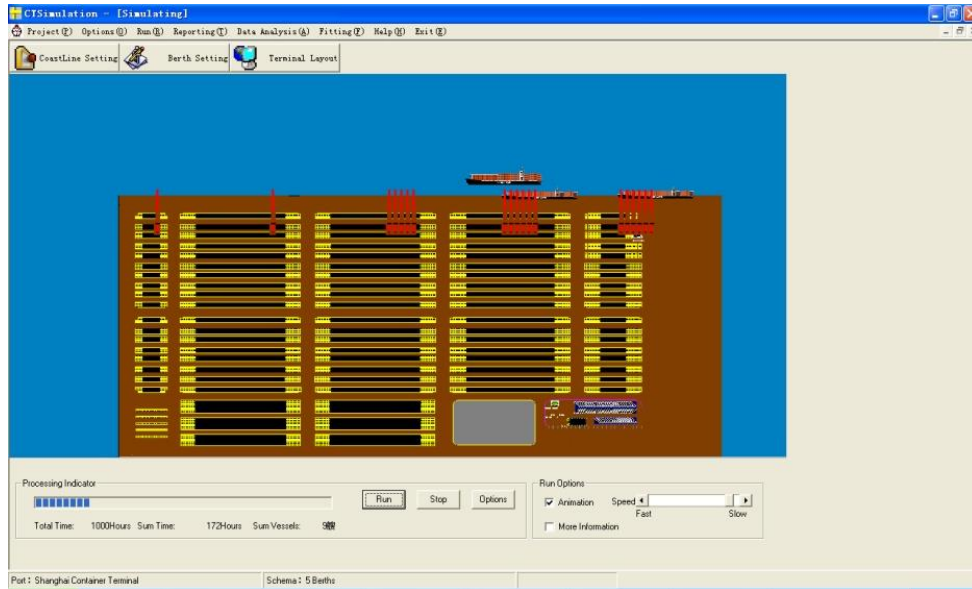 CTSimulation - [Simulating]
Project(P) Options(O) Run(R) Reporting(T) Data Analysis(A) Fitting(F) Help(H) Exit(E)
CoastLine Setting Berth Setting Terminal Layout
Processing Indicator
Run Stop Options
Total Time: 1000Hours Sum Time: 172Hours Sum Vessels:
Run Options
Animation Speed
Fast Slow
More Information
Port: Shanghai Container Terminal Schema: 5 Berths